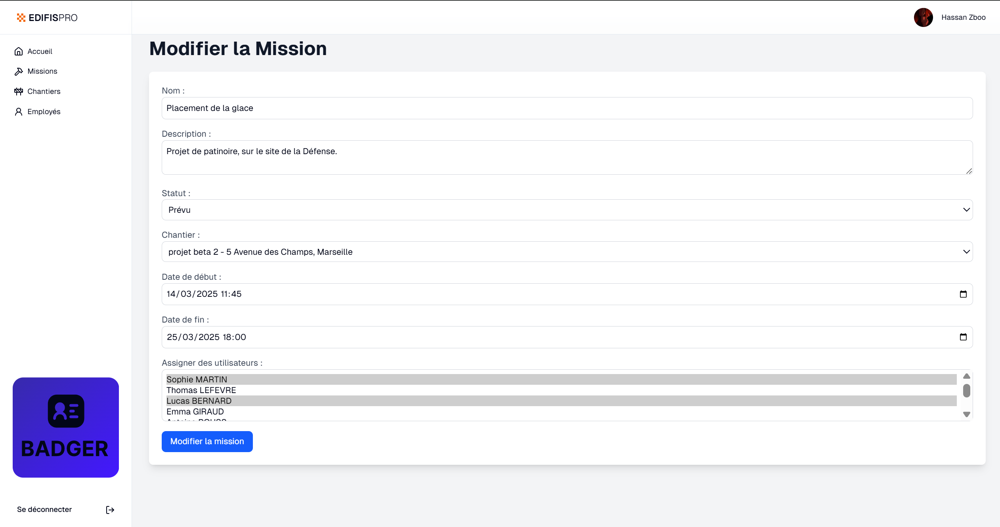 EDIFISPRO
Hassan Zboo
Accueil
Missions
Chantiers
Employés
BADGER
Se déconnecter
Modifier la Mission
Nom :
Placement de la glace
Description :
Projet de patinoire, sur le site de la Défense.
Statut :
Prévu
Chantier :
projet beta 2 - 5 Avenue des Champs, Marseille
Date de début :
14/03/2025 11:45
Date de fin :
25/03/2025 18:00
Assigner des utilisateurs :
Sophie MARTIN
Thomas LEFEVRE
Lucas BERNARD
Emma GIRAUD
Modifier la mission